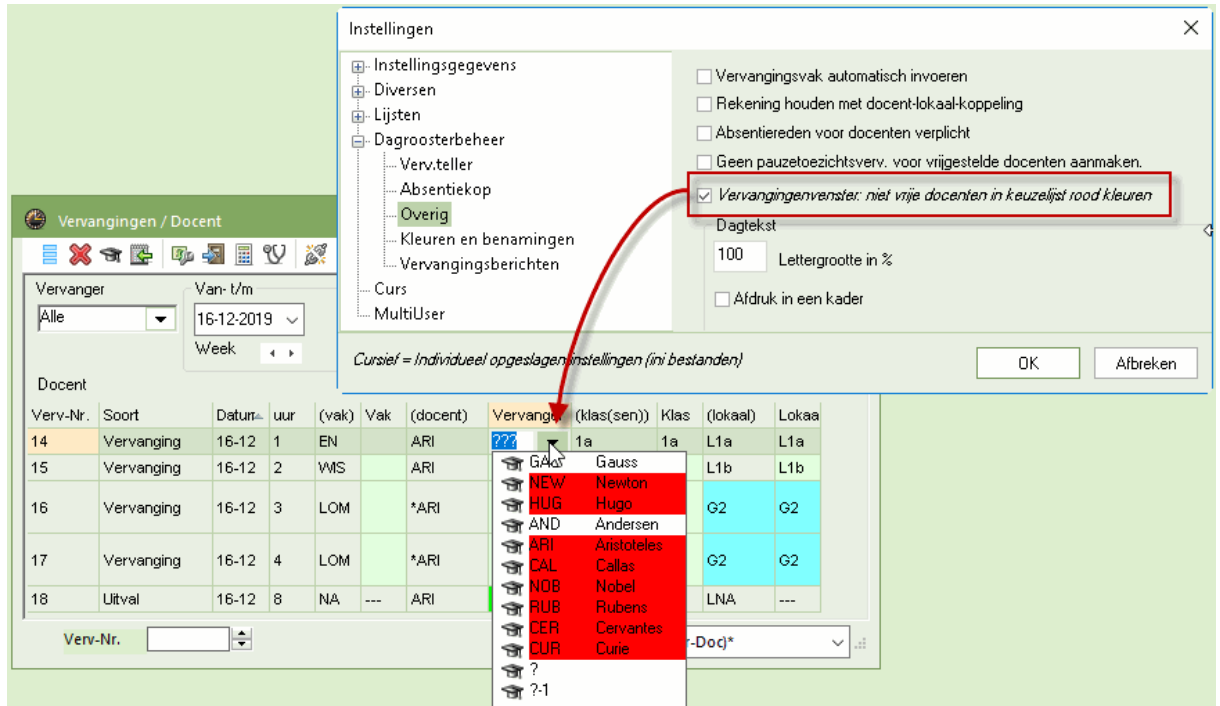 Instellingen
Instellingsgegevens
Diversen
Lijsten
Dagroosterbeheer
Verv.teller
Absentiekop
Overig
Kleuren en benamingen
Vervangingsberichten
Curs
MultiUser
Vervangingsvak automatisch invoeren
Rekening houden met docent-lokaal-koppeling
Absentiereden voor docenten verplicht
Geen pauzetoezichtsverv. voor vrijgestelde docenten aanmaken.
Vervangingenvenster: niet vrije docenten in keuzelijst rood kleuren
Dagtekst
100 Lettergrootte in %
Afdruk in een kader
Cursief = Individueel opgeslagen instellingen (ini bestanden)
OK Afbreken
Vervangingen / Docent
Vervanger Van- t/m
Alle 16-12-2019
Week
Docent
Verv-Nr. Soort Datum uur (vak) Vak (docent) Vervanger (klas(sen)) Klas (lokaal) Lokaa
14 Vervanging 16-12 1 EN ARI ??? 1a 1a L1a L1a
15 Vervanging 16-12 2 WIS ARI L1b L1b
16 Vervanging 16-12 3 LOM *ARI G2 G2
17 Vervanging 16-12 4 LOM *ARI G2 G2
18 Uitval 16-12 8 NA --- ARI LNA ---
GAUS Gauss
NEW Newton
HUG Hugo
AND Andersen
ARI Aristoteles
CAL Callas
NOB Nobel
RUB Rubens
CER Cervantes
CUR Curie
?
?-1
Verv-Nr. r-Doc)*